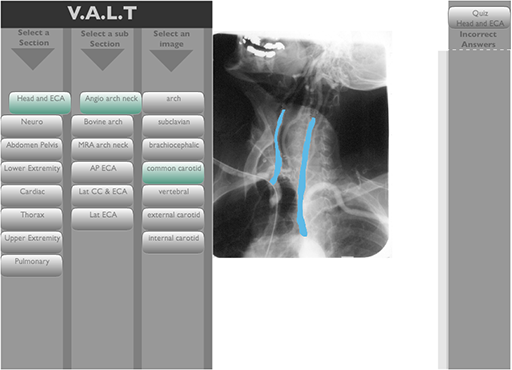 V.A.L.T
Select a
Section
Select a sub
Section
Select an
image
Quiz
Head and ECA
Incorrect
Answers
Head and ECA
Angio arch neck
arch
Neuro
Bovine arch
subclavian
Abdomen Pelvis
MRA arch neck
brachiocephalic
Lower Extremity
AP ECA
common carotid
Cardiac
Lat CC & ECA
vertebral
Thorax
Lat ECA
external carotid
Upper Extremity
internal carotid
Pulmonary